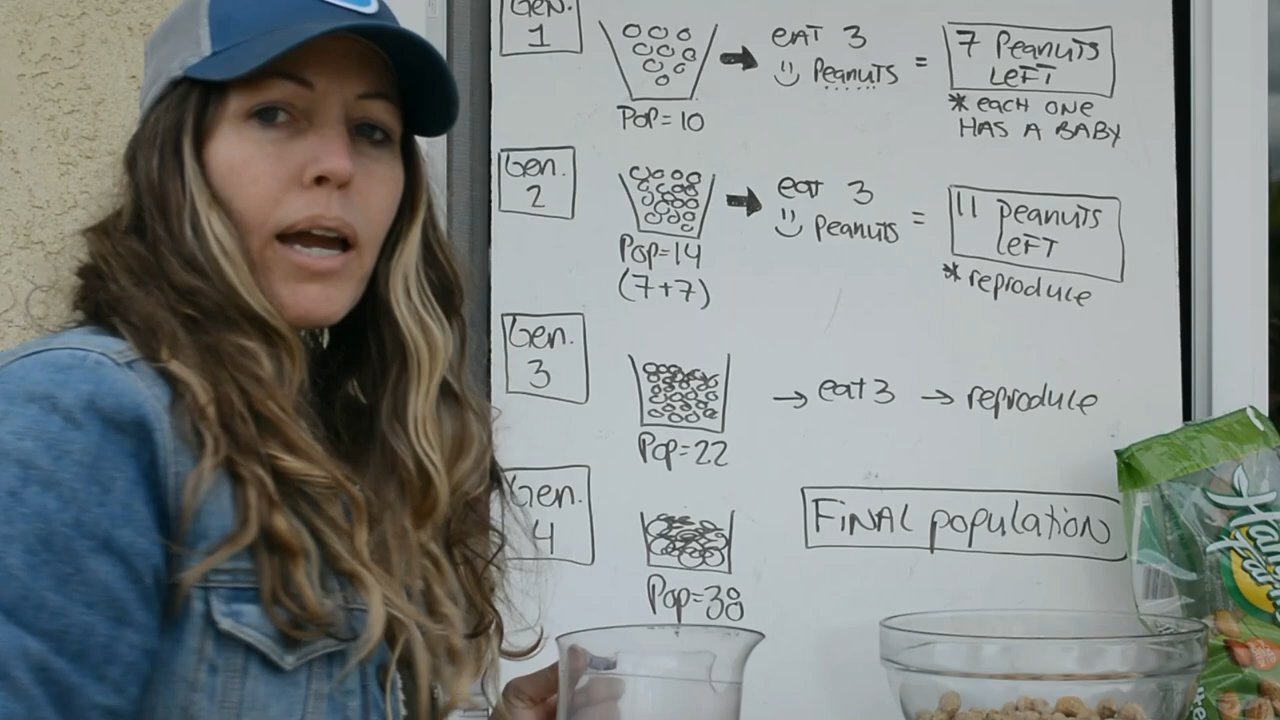 Gen.
1
Pop=10
eAT 3
Peanuts
=
7 Peanuts
LeFT
* each one
HAS A BABY
Gen.
2
Pop=14
(7+7)
eat 3
Peanuts
=
11 peanuts
LeFT
* reproduce
Gen.
3
Pop=22
→ eat 3 → reproduce
Gen.
4
Pop=38
Final population